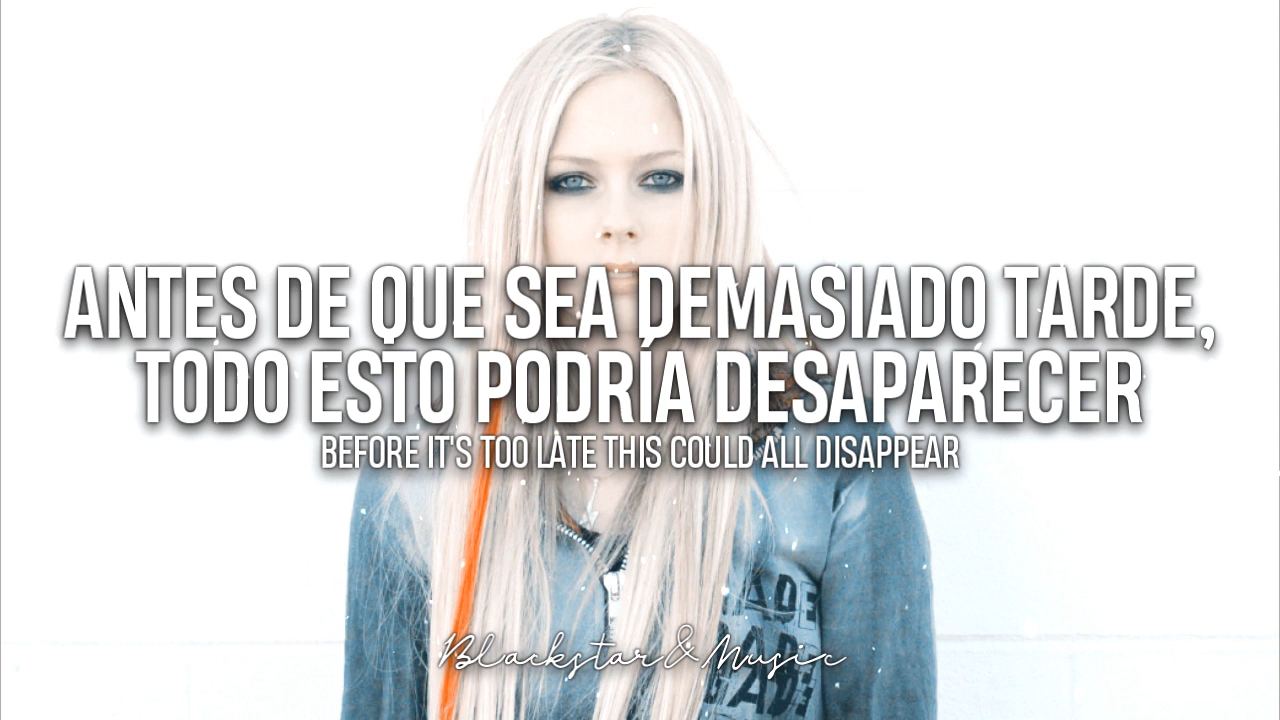 ANTES DE QUE SEA DEMASIADO TARDE,
TODO ESTO PODRÍA DESAPARECER
BEFORE IT'S TOO LATE THIS COULD ALL DISAPPEAR
Blackstar&Music